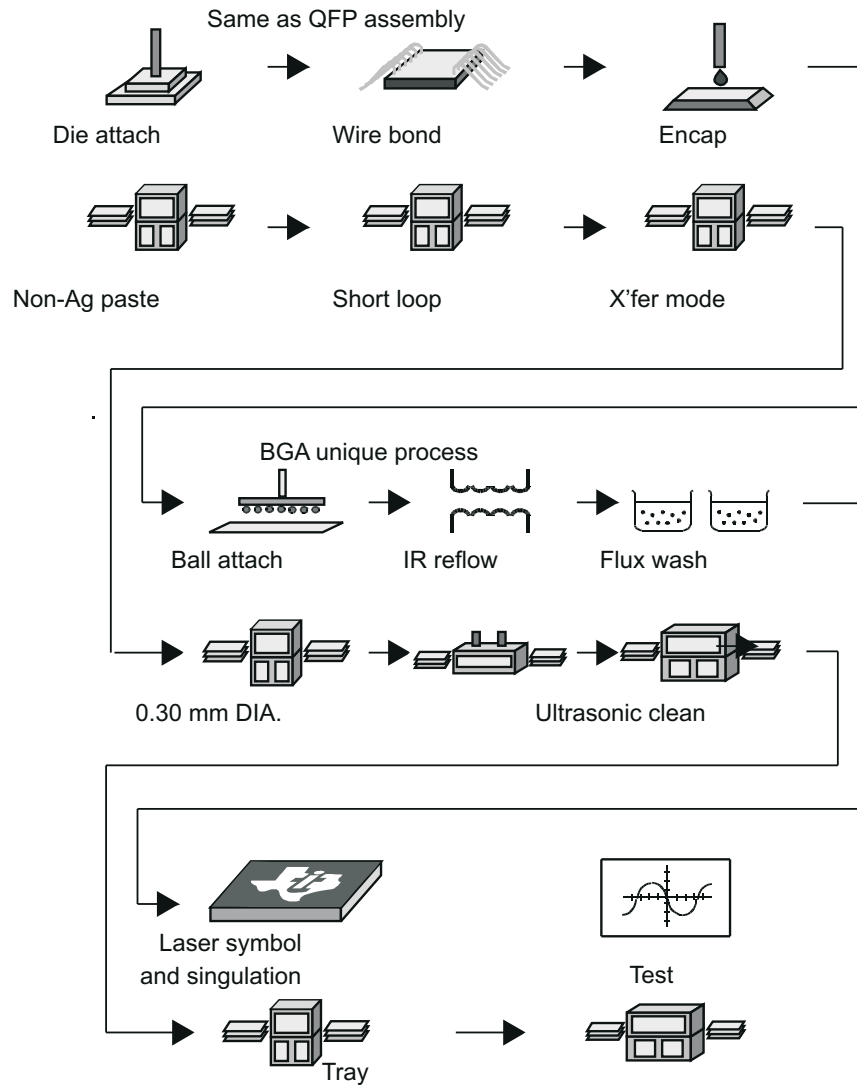 Same as QFP assembly
Die attach
Wire bond
Encap
Non-Ag paste
Short loop
X'fer mode
BGA unique process
Ball attach
IR reflow
Flux wash
0.30 mm DIA.
Ultrasonic clean
Laser symbol
and singulation
Test
Tray